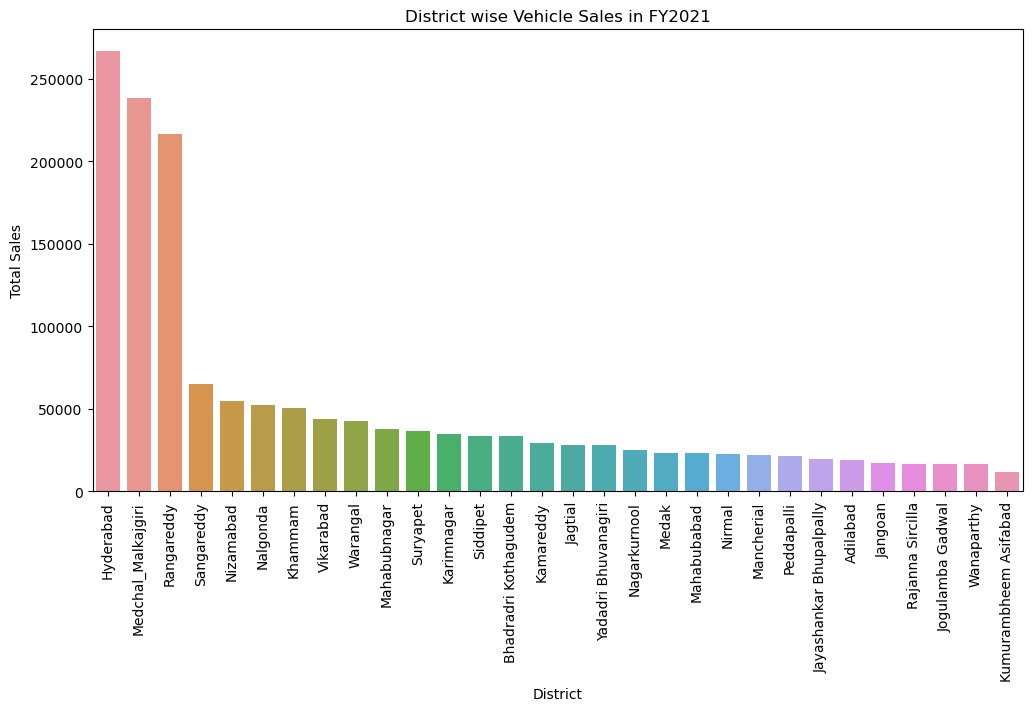 District wise Vehicle Sales in FY2021
Total Sales
250000
200000
150000
100000
50000
0
Hyderabad
Medchal_Malkajgiri
Rangareddy
Sangareddy
Nizamabad
Nalgonda
Khammam
Vikarabad
Warangal
Mahabubnagar
Suryapet
Karimnagar
Siddipet
Bhadradri Kothagudem
Kamareddy
Jagtial
Yadadri Bhuvanagiri
Nagarkurnool
Medak
Mahabubabad
Nirmal
Mancherial
Peddapalli
Jayashankar Bhupalpally
Adilabad
Jangoan
Rajanna Sircilla
Jogulamba Gadwal
Wanaparthy
Kumurambheem Asifabad
District